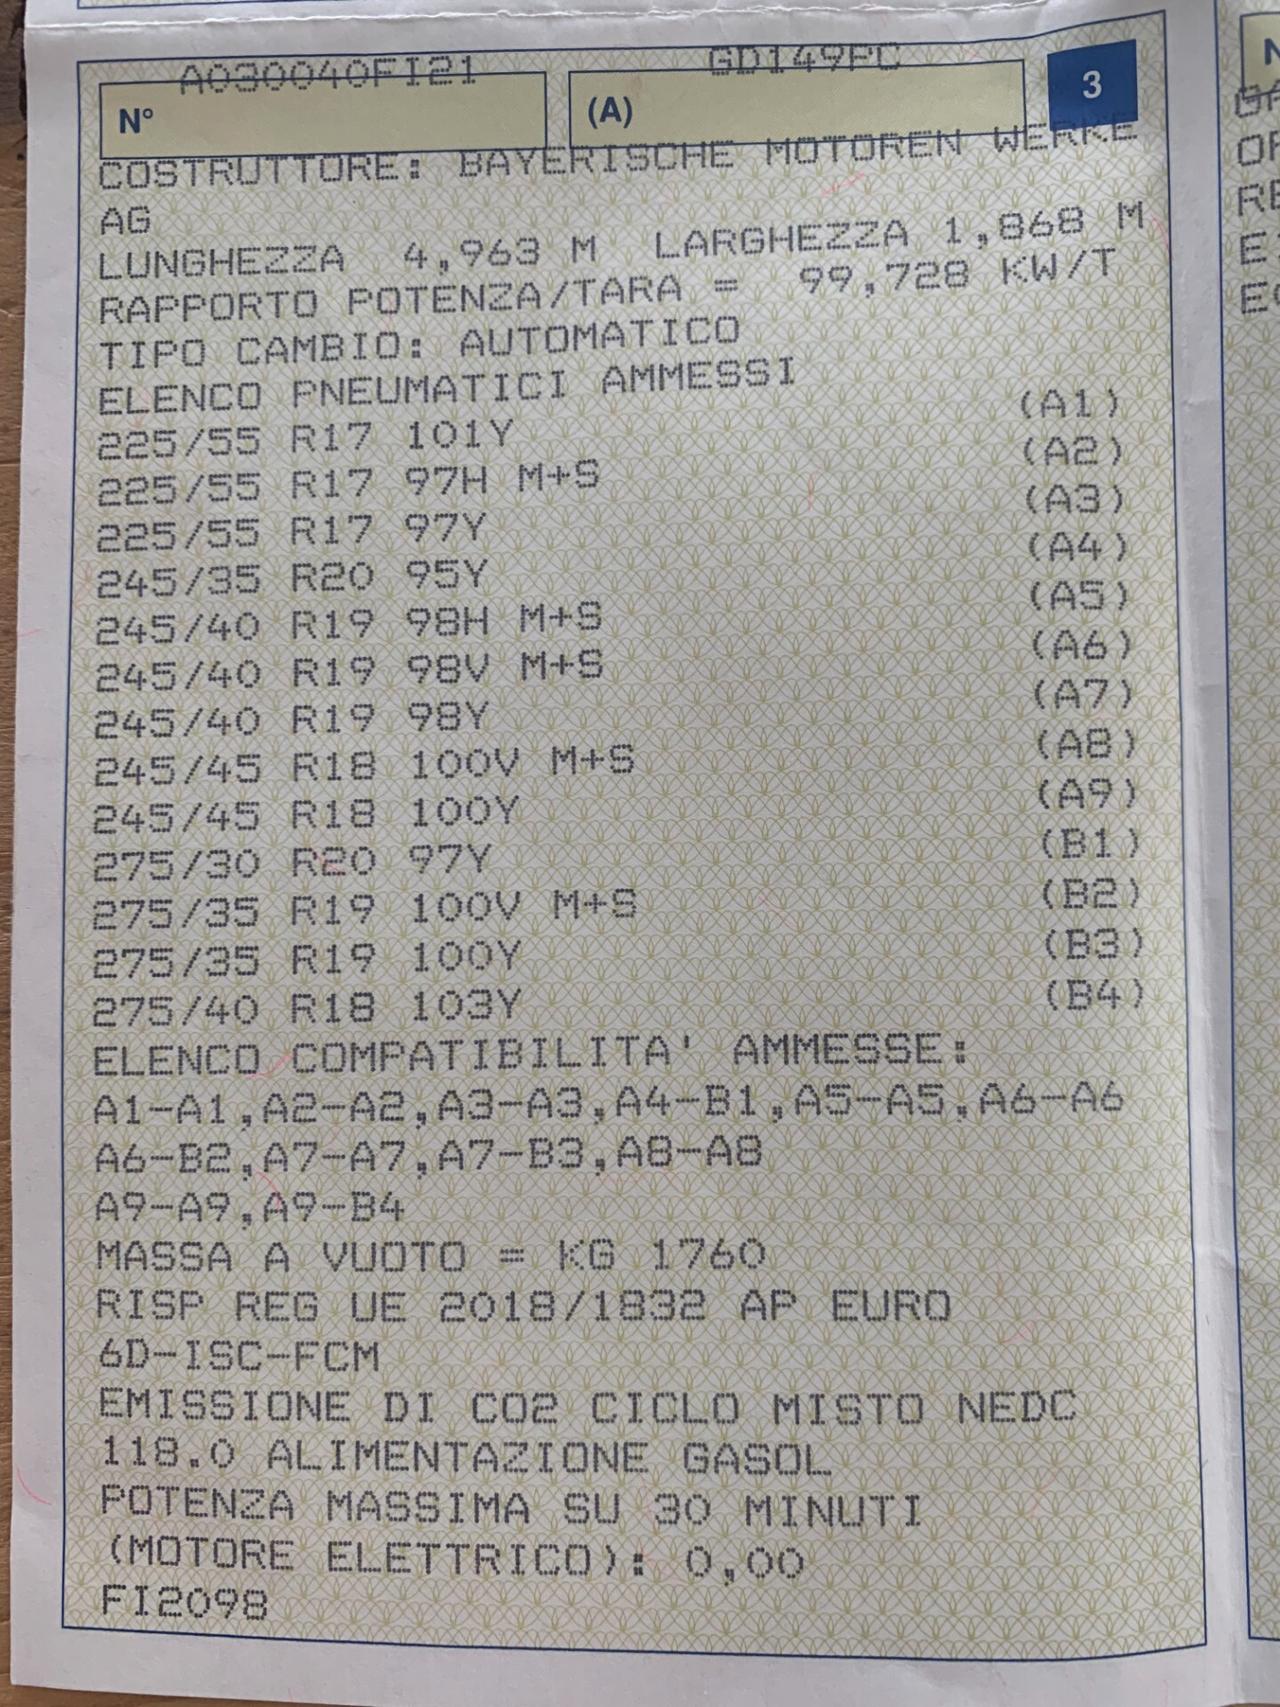 A030040FI21 GD149PC
N° (A) 3
COSTRUTTORE: BAYERISCHE MOTOREN WERKE
AG
LUNGHEZZA 4,963 M LARGHEZZA 1,868 M
RAPPORTO POTENZA/TARA = 99,728 KW/T
TIPO CAMBIO: AUTOMATICO
ELENCO PNEUMATICI AMMESSI
225/55 R17 101Y (A1)
225/55 R17 97H M+S (A2)
225/55 R17 97Y (A3)
245/35 R20 95Y (A4)
245/40 R19 98H M+S (A5)
245/40 R19 98V M+S (A6)
245/40 R19 98Y (A7)
245/45 R18 100V M+S (A8)
245/45 R18 100Y (A9)
275/30 R20 97Y (B1)
275/35 R19 100V M+S (B2)
275/35 R19 100Y (B3)
275/40 R18 103Y (B4)
ELENCO COMPATIBILITA' AMMESSE:
A1-A1,A2-A2,A3-A3,A4-B1,A5-A5,A6-A6
A6-B2,A7-A7,A7-B3,A8-A8
A9-A9,A9-B4
MASSA A VUOTO = KG 1760
RISP REG UE 2018/1832 AP EURO
6D-ISC-FCM
EMISSIONE DI CO2 CICLO MISTO NEDC
118.0 ALIMENTAZIONE GASOL
POTENZA MASSIMA SU 30 MINUTI
(MOTORE ELETTRICO): 0,00
FI2098